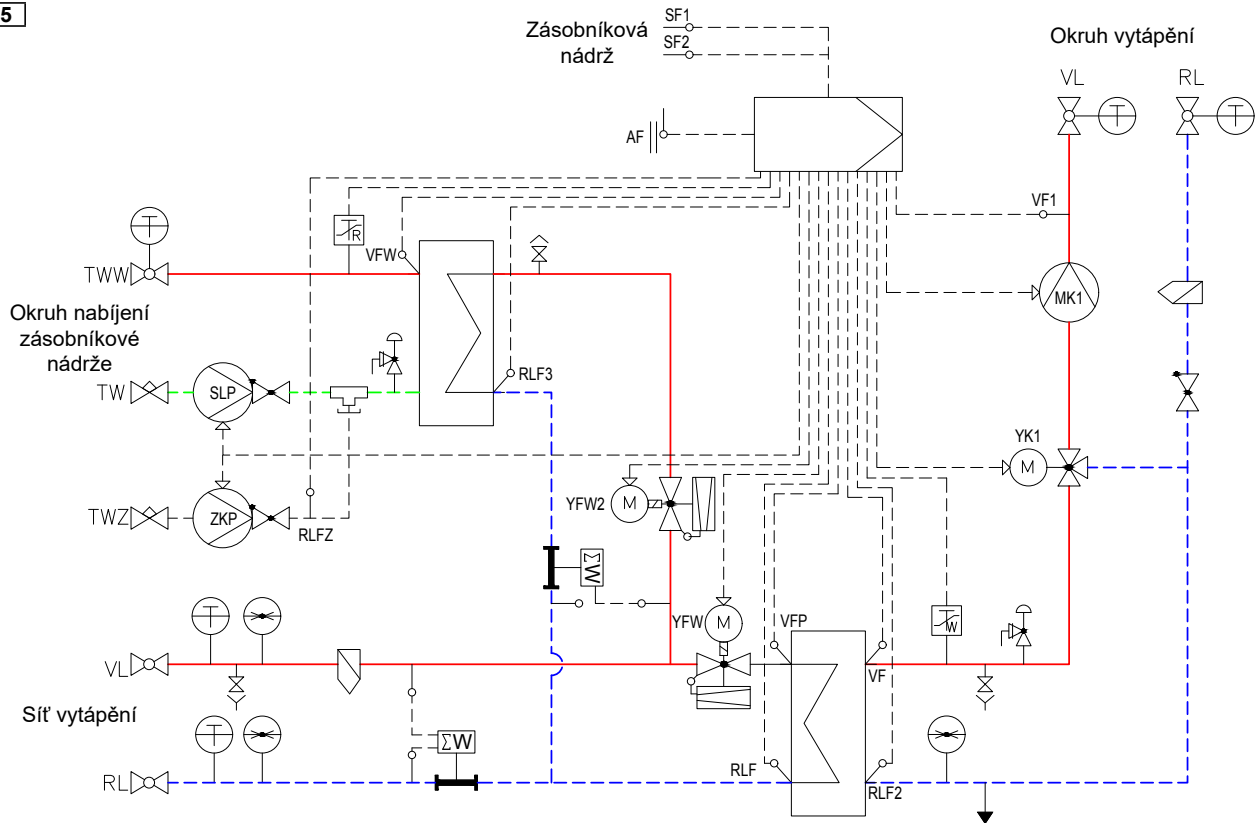 5
SF1
Zásobníková
nádrž
SF2
Okruh vytápění
VL
RL
T
T
AF
VF1
T
R
VFW
TWW
MK1
Okruh nabíjení
zásobníkové
nádrže
RLF3
TW
SLP
YK1
M
YFW2
M
TWZ
ZKP
RLFZ
ΣW
T
YFW
M
VFP
W
VL
VF
Síť vytápění
T
ΣW
RL
RLF
RLF2